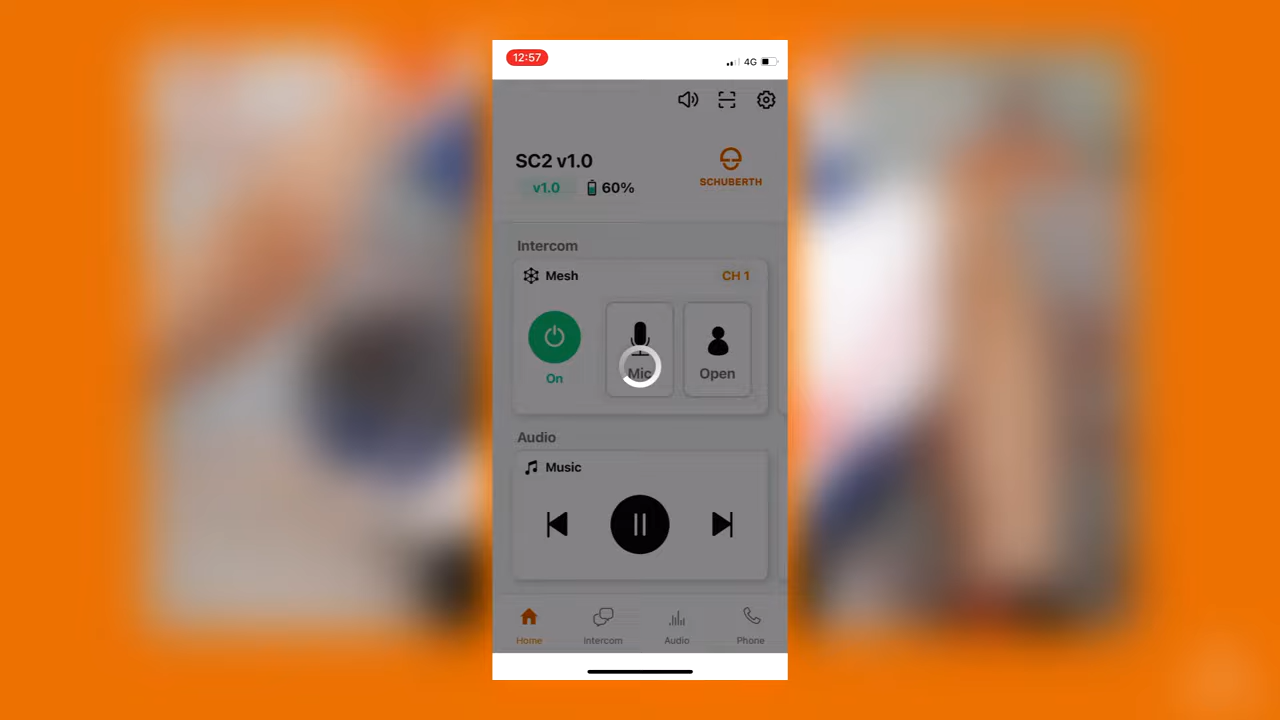 12:57
4G
SC2 v1.0
v1.0
60%
SCHUBERTH
Intercom
Mesh
CH 1
On
Mic
Open
Audio
Music
Home
Intercom
Audio
Phone